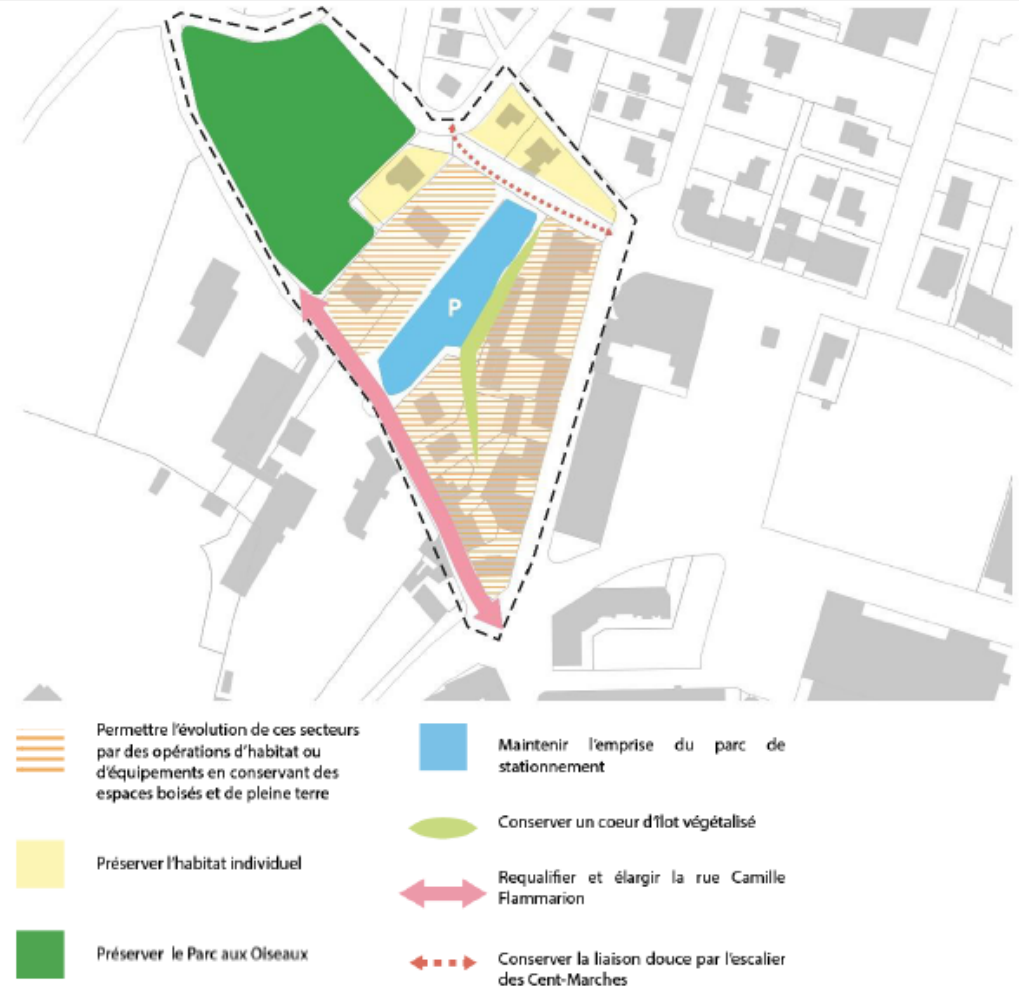 P
Permettre l'évolution de ces secteurs
par des opérations d'habitat ou
d'équipements en conservant des
espaces boisés et de pleine terre
Préserver l'habitat individuel
Préserver le Parc aux Oiseaux
Maintenir l'emprise du parc de
stationnement
Conserver un coeur d'îlot végétalisé
Requalifier et élargir la rue Camille
Flammarion
Conserver la liaison douce par l'escalier
des Cent-Marches